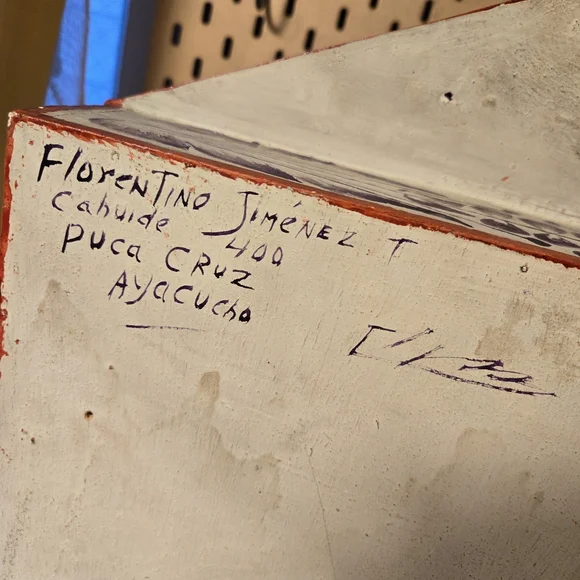 Florentino Jiménez T
Cahuide 400
Puca Cruz
Ayacucho